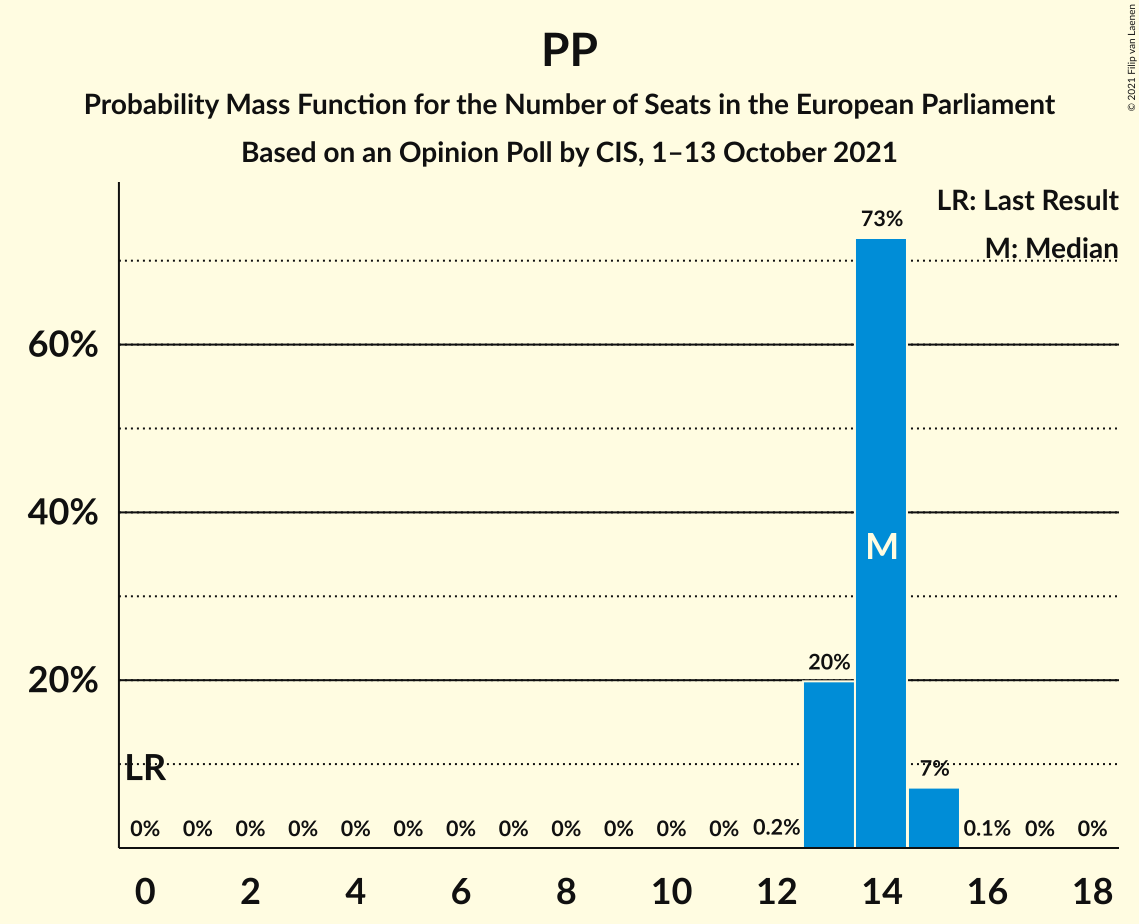 PP
Probability Mass Function for the Number of Seats in the European Parliament
Based on an Opinion Poll by CIS, 1–13 October 2021
© 2021 Filip van Laenen
LR: Last Result
M: Median
73%
60%
40%
M
20%
20%
LR
7%
0% 0% 0% 0% 0% 0% 0% 0% 0% 0% 0% 0% 0.2% 0.1% 0% 0%
0 2 4 6 8 10 12 14 16 18